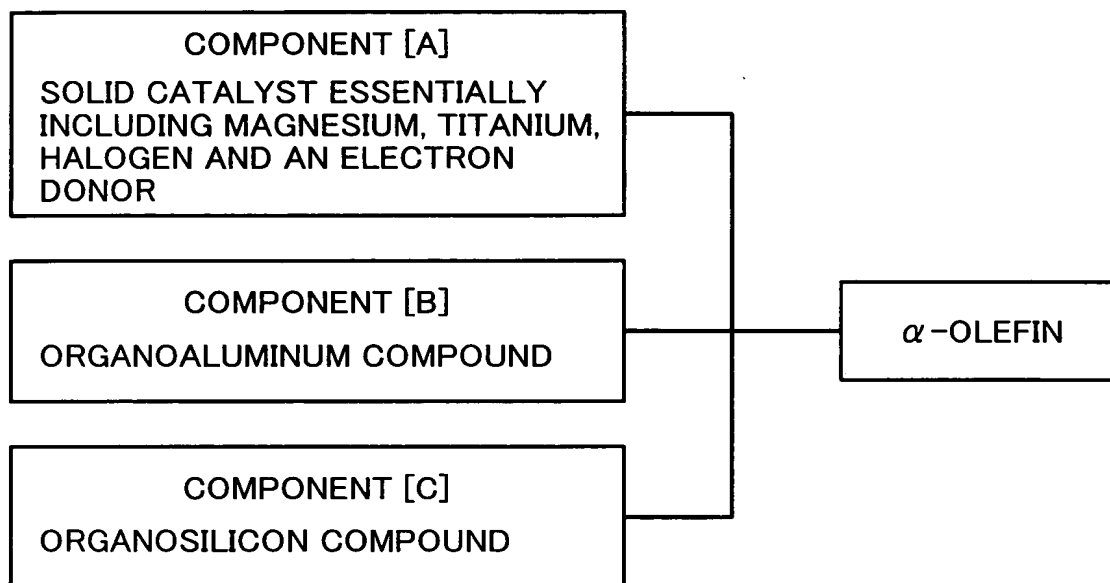 COMPONENT [A]
SOLID CATALYST ESSENTIALLY
INCLUDING MAGNESIUM, TITANIUM,
HALOGEN AND AN ELECTRON
DONOR
COMPONENT [B]
ORGANOALUMINUM COMPOUND
α-OLEFIN
COMPONENT [C]
ORGANOSILICON COMPOUND